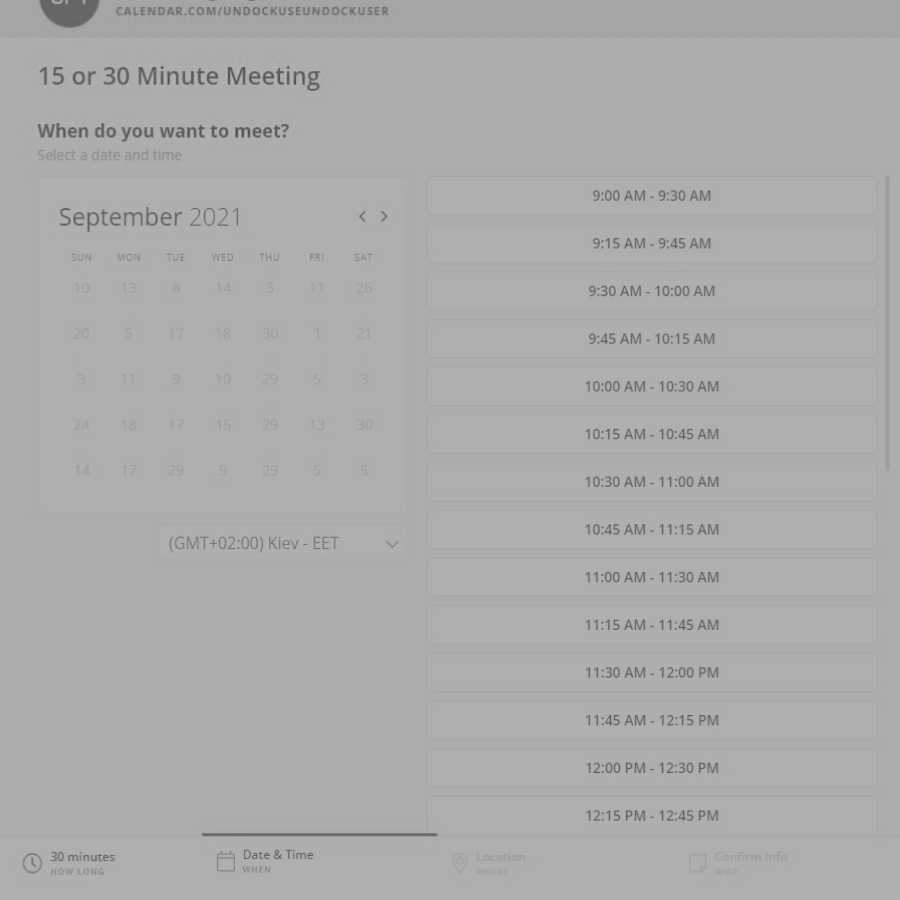 CALENDAR.COM/UNDOCKUSEUNDOCKUSER
15 or 30 Minute Meeting
When do you want to meet?
Select a date and time
September 2021
SUN MON TUE WED THU FRI SAT
10 13 8 14 3 11 26
20 5 17 18 30 1 21
3 11 9 10 29 5 3
24 18 17 15 29 13 30
14 17 29 9 29 5 5
(GMT+02:00) Kiev - EET
9:00 AM - 9:30 AM
9:15 AM - 9:45 AM
9:30 AM - 10:00 AM
9:45 AM - 10:15 AM
10:00 AM - 10:30 AM
10:15 AM - 10:45 AM
10:30 AM - 11:00 AM
10:45 AM - 11:15 AM
11:00 AM - 11:30 AM
11:15 AM - 11:45 AM
11:30 AM - 12:00 PM
11:45 AM - 12:15 PM
12:00 PM - 12:30 PM
12:15 PM - 12:45 PM
30 minutes
HOW LONG
Date & Time
WHEN
Location
WHERE
Confirm Info
WHO